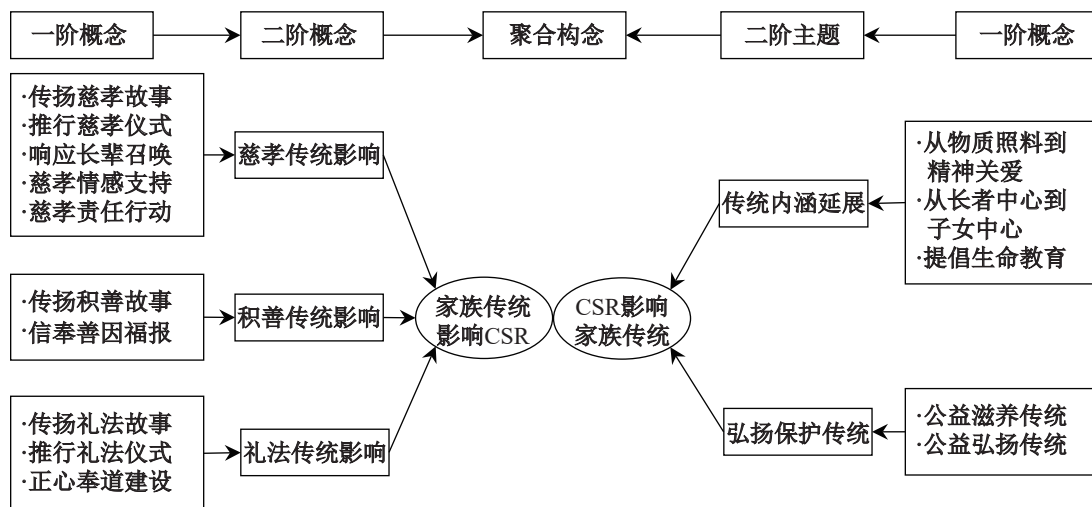 一阶概念
二阶概念
聚合构念
二阶主题
一阶概念
·传扬慈孝故事
·推行慈孝仪式
·响应长辈召唤
·慈孝情感支持
·慈孝责任行动
慈孝传统影响
·传扬积善故事
·信奉善因福报
积善传统影响
·传扬礼法故事
·推行礼法仪式
·正心奉道建设
礼法传统影响
家族传统
影响CSR
CSR影响
家族传统
传统内涵延展
·从物质照料到
精神关爱
·从长者中心到
子女中心
·提倡生命教育
弘扬保护传统
·公益滋养传统
·公益弘扬传统